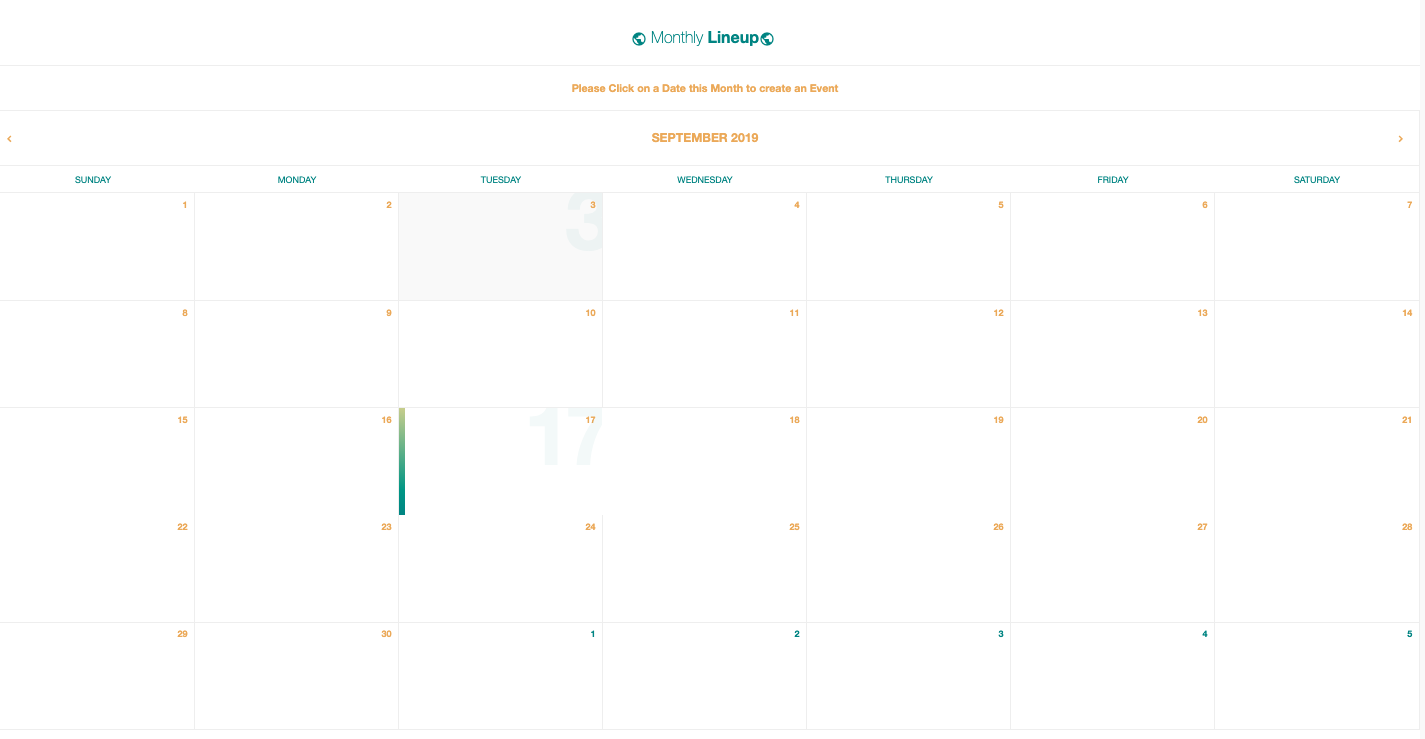 Monthly Lineup
Please Click on a Date this Month to create an Event
‹ SEPTEMBER 2019 ›
SUNDAY MONDAY TUESDAY WEDNESDAY THURSDAY FRIDAY SATURDAY
1 2 3 3 4 5 6 7
8 9 10 11 12 13 14
15 16 17 17 18 19 20 21
22 23 24 25 26 27 28
29 30 1 2 3 4 5